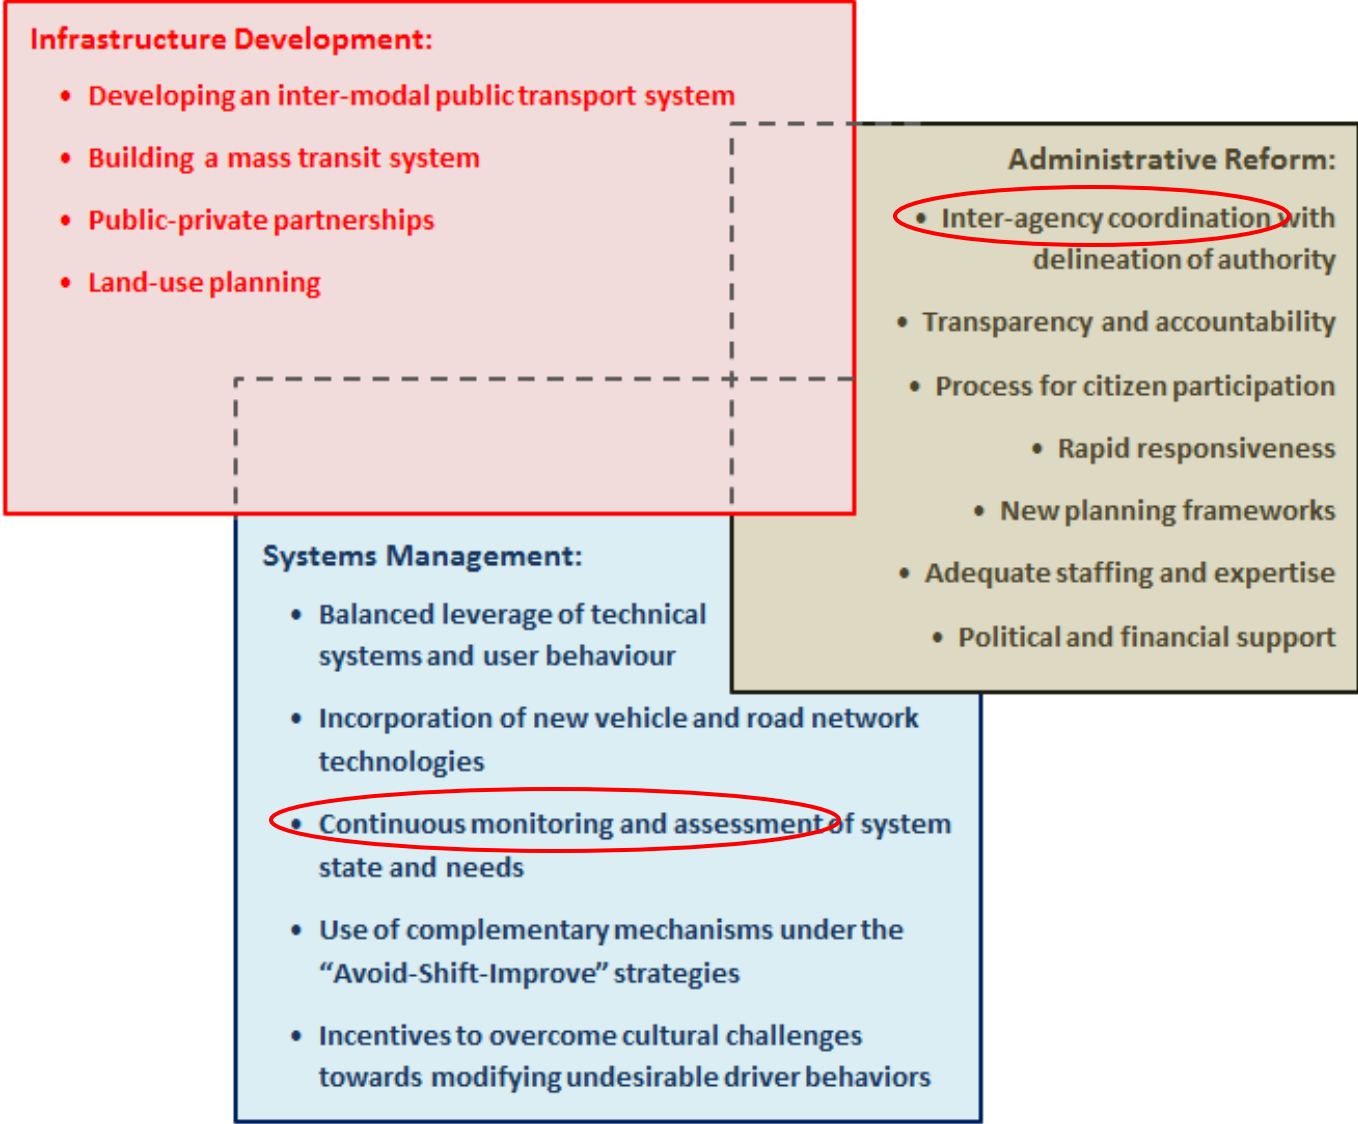 Infrastructure Development:
• Developing an inter-modal public transport system
• Building a mass transit system
• Public-private partnerships
• Land-use planning
Administrative Reform:
• Inter-agency coordination with
delineation of authority
• Transparency and accountability
• Process for citizen participation
• Rapid responsiveness
• New planning frameworks
• Adequate staffing and expertise
• Political and financial support
Systems Management:
• Balanced leverage of technical
systems and user behaviour
• Incorporation of new vehicle and road network
technologies
• Continuous monitoring and assessment of system
state and needs
• Use of complementary mechanisms under the
“Avoid-Shift-Improve” strategies
• Incentives to overcome cultural challenges
towards modifying undesirable driver behaviors